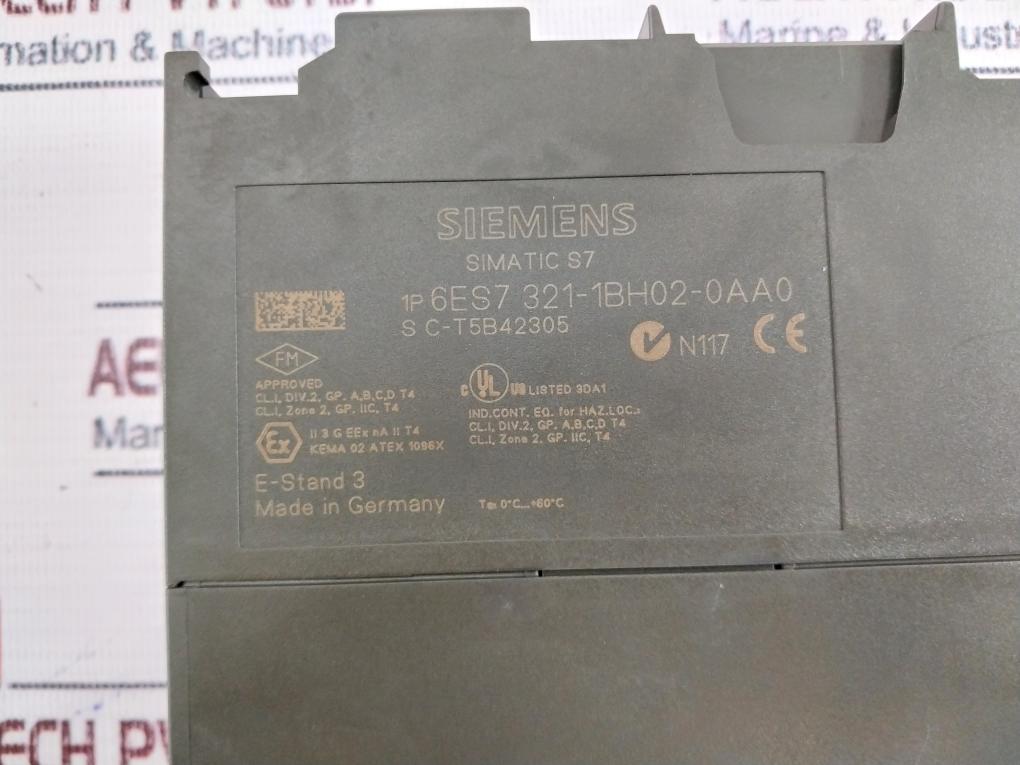 mation & Machine
Marine & Indust
SIEMENS
SIMATIC S7
1P 6ES7 321-1BH02-0AA0
S C-T5B42305
N117 CE
FM
APPROVED
CL.I, DIV.2, GP. A,B,C,D T4
CL.I, Zone 2, GP. IIC, T4
C UL US LISTED 3DA1
IND.CONT. EQ. for HAZ.LOC.:
CL.I, DIV.2, GP. A,B,C,D T4
CL.I, Zone 2, GP. IIC, T4
Ex II 3 G EEx nA II T4
KEMA 02 ATEX 1096X
E-Stand 3
Made in Germany
Ta: 0°C...+60°C
AE
Mar
ECH PV